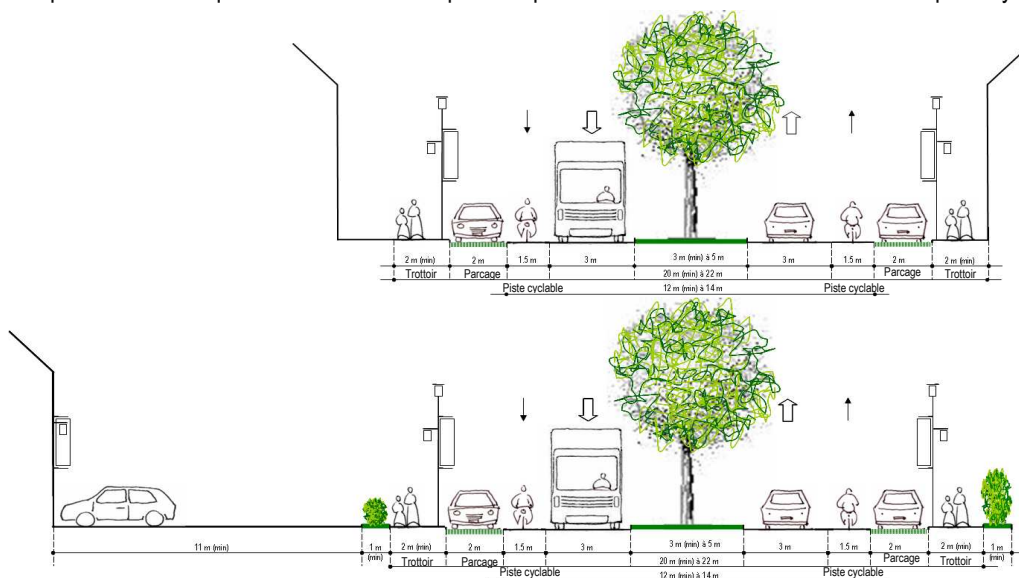 2 m (min) 2 m 1.5 m 3 m 3 m (min) à 5 m 3 m 1.5 m 2 m 2 m (min)
Trottoir Parcage 20 m (min) à 22 m Parcage Trottoir
Piste cyclable 12 m (min) à 14 m Piste cyclable
11 m (min) 1 m (min) 2 m (min) 2 m 1.5 m 3 m 3 m (min) à 5 m 3 m 1.5 m 2 m 2 m (min) 1 m (min)
Trottoir Parcage 20 m (min) à 22 m Parcage Trottoir
Piste cyclable 12 m (min) à 14 m Piste cyclable